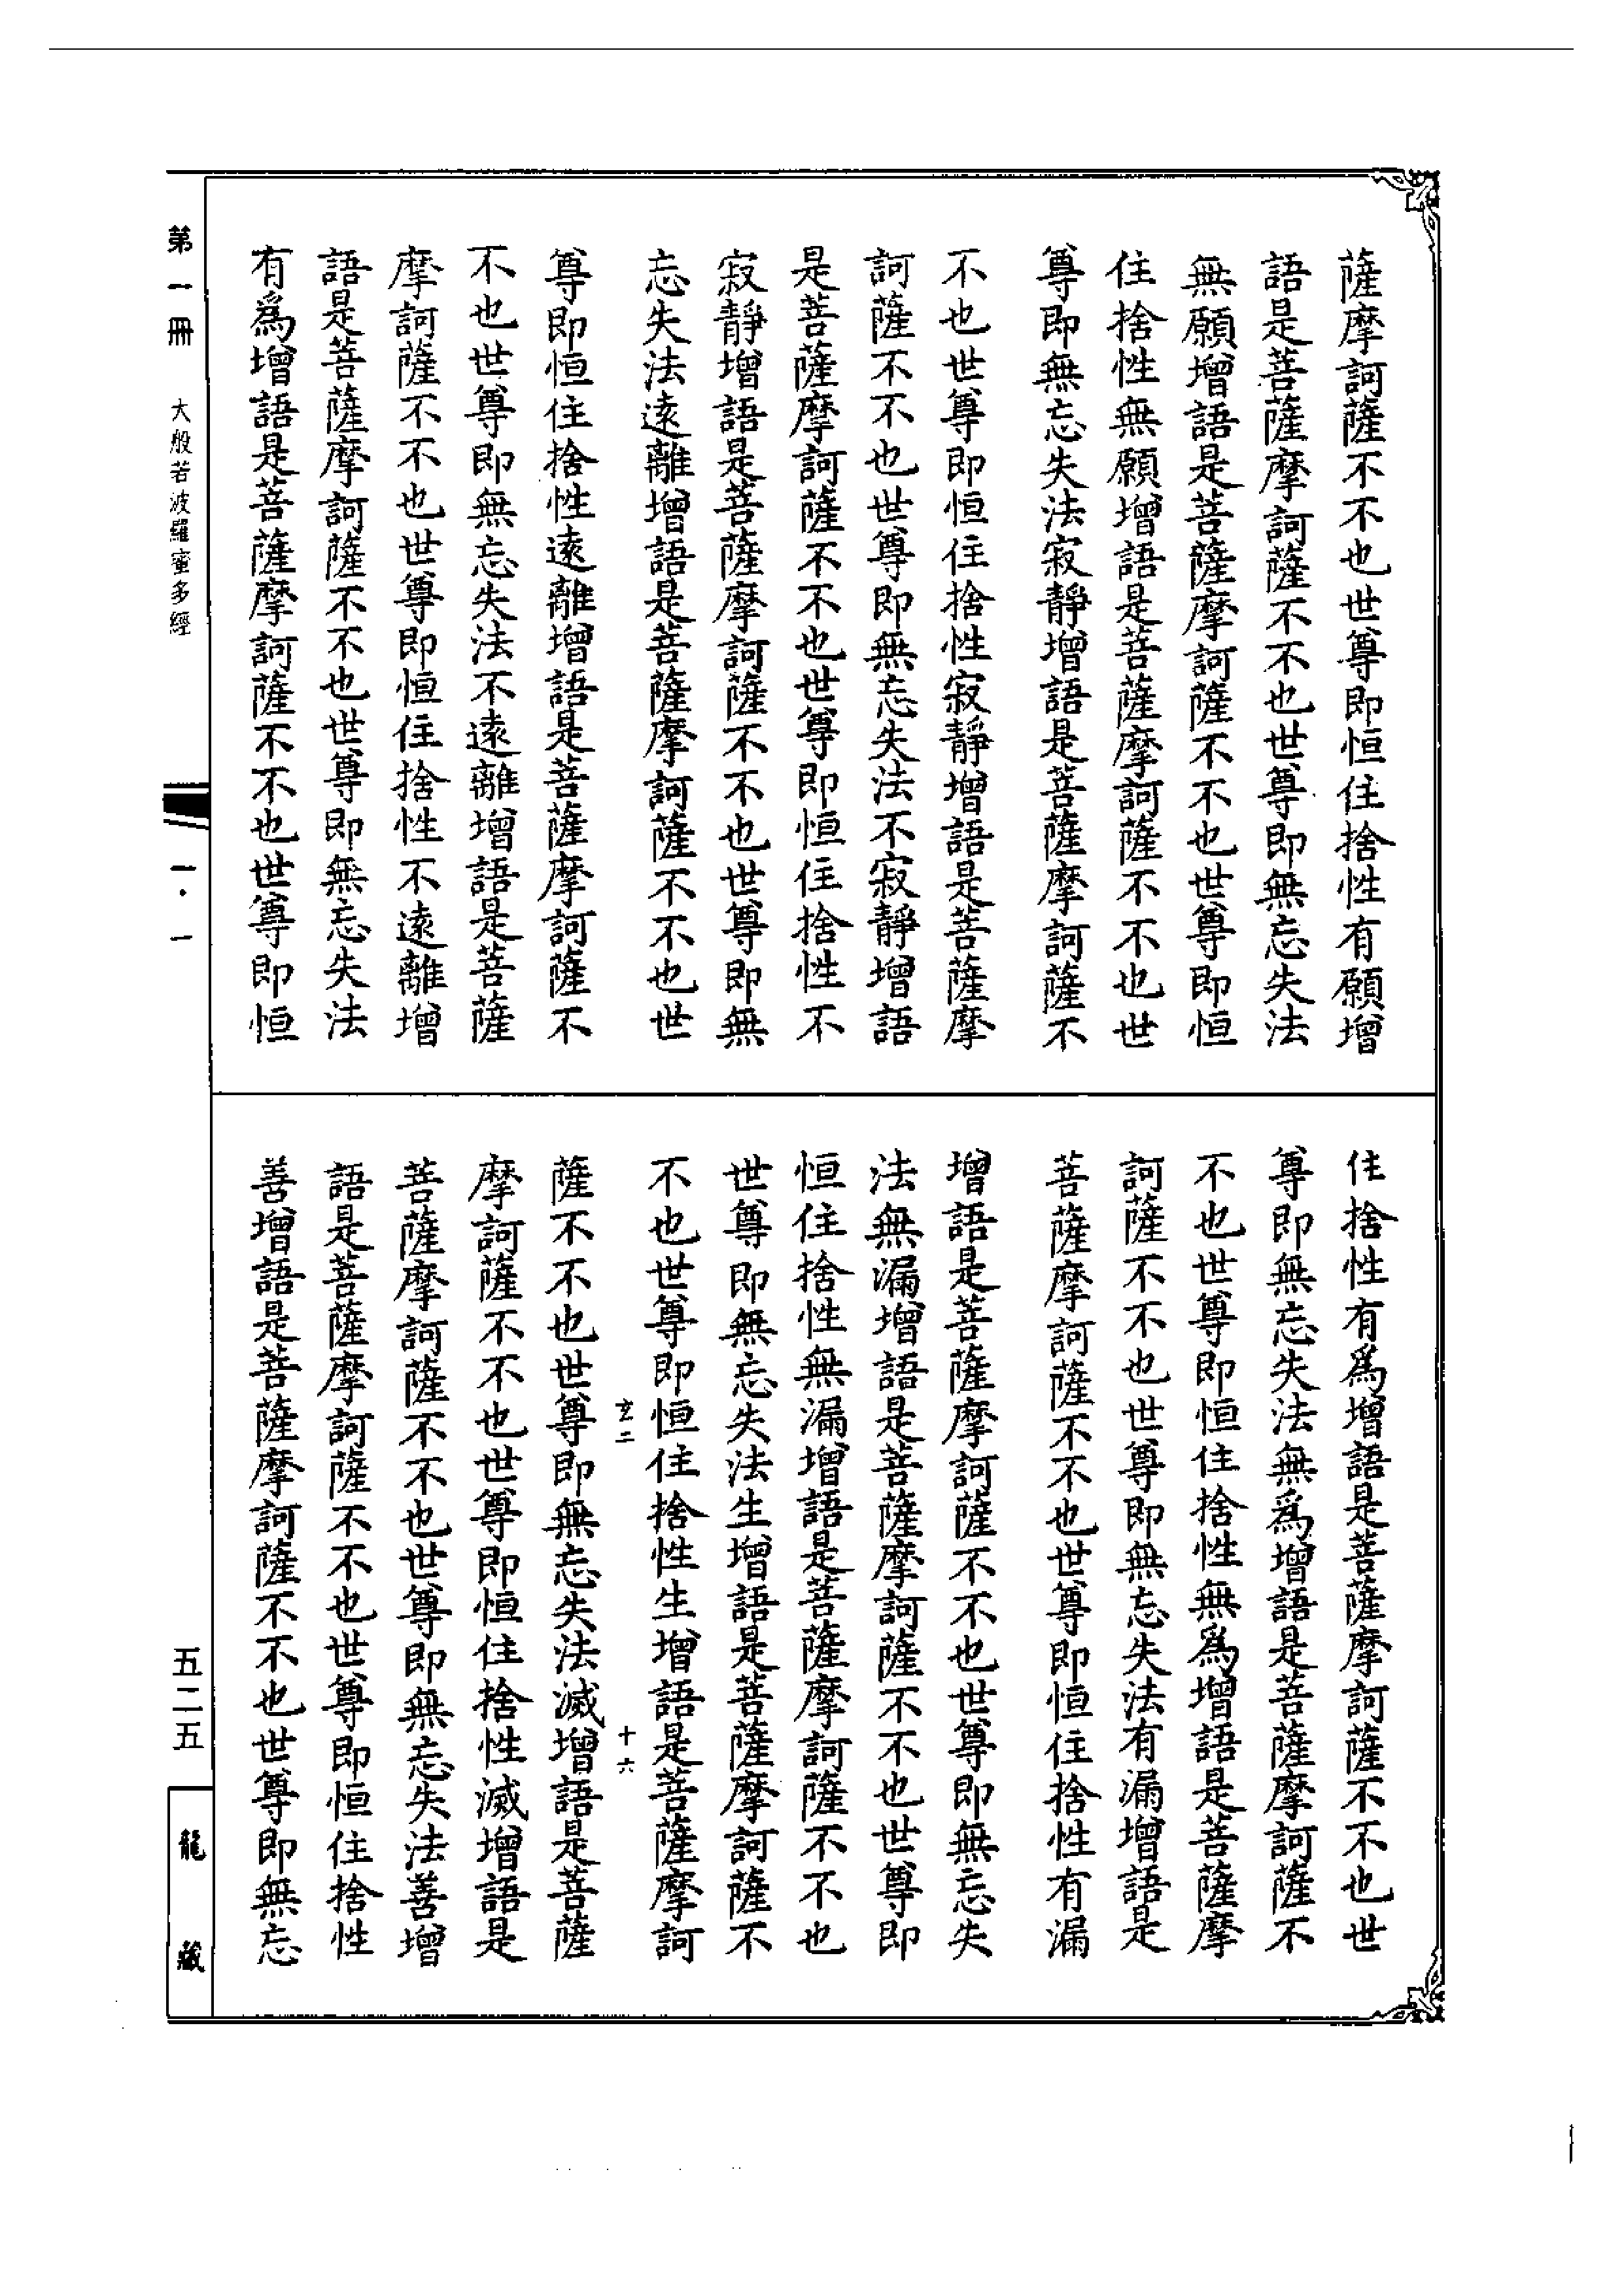 薩摩訶薩不不也世尊即恒住捨性有願增
語是菩薩摩訶薩不不也世尊即無忘失法
無願增語是菩薩摩訶薩不不也世尊即恒
住捨性無願增語是菩薩摩訶薩不不也世
尊即無忘失法寂靜增語是菩薩摩訶薩不
不也世尊即恒住捨性寂靜增語是菩薩摩
訶薩不不也世尊即無忘失法不寂靜增語
是菩薩摩訶薩不不也世尊即恒住捨性不
寂靜增語是菩薩摩訶薩不不也世尊即無
忘失法遠離增語是菩薩摩訶薩不不也世
尊即恒住捨性遠離增語是菩薩摩訶薩不
不也世尊即無忘失法不遠離增語是菩薩
摩訶薩不不也世尊即恒住捨性不遠離增
語是菩薩摩訶薩不不也世尊即無忘失法
有爲增語是菩薩摩訶薩不不也世尊即恒
住捨性有爲增語是菩薩摩訶薩不不也世
尊即無忘失法無爲增語是菩薩摩訶薩不
不也世尊即恒住捨性無爲增語是菩薩摩
訶薩不不也世尊即無忘失法有漏增語是
菩薩摩訶薩不不也世尊即恒住捨性有漏
增語是菩薩摩訶薩不不也世尊即無忘失
法無漏增語是菩薩摩訶薩不不也世尊即
恒住捨性無漏增語是菩薩摩訶薩不不也
世尊即無忘失法生增語是菩薩摩訶薩不
不也世尊即恒住捨性生增語是菩薩摩訶
玄二 十六
薩不不也世尊即無忘失法滅增語是菩薩
摩訶薩不不也世尊即恒住捨性滅增語是
菩薩摩訶薩不不也世尊即無忘失法善增
語是菩薩摩訶薩不不也世尊即恒住捨性
善增語是菩薩摩訶薩不不也世尊即無忘
第一冊 大般若波羅蜜多經 一·一 五二五 龍藏